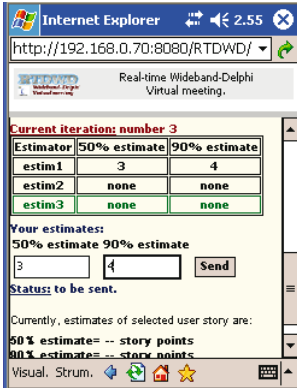 Internet Explorer 2.55
http://192.168.0.70:8080/RTDWD/
RTDWD Real-time Wideband-Delphi
Virtual meeting.
Current iteration: number 3
Estimator 50% estimate 90% estimate
estim1 3 4
estim2 none none
estim3 none none
Your estimates:
50% estimate 90% estimate
3 4 Send
Status: to be sent.
Currently, estimates of selected user story are:
50% estimate= -- story points
90% estimate= -- story points
Visual. Strum.